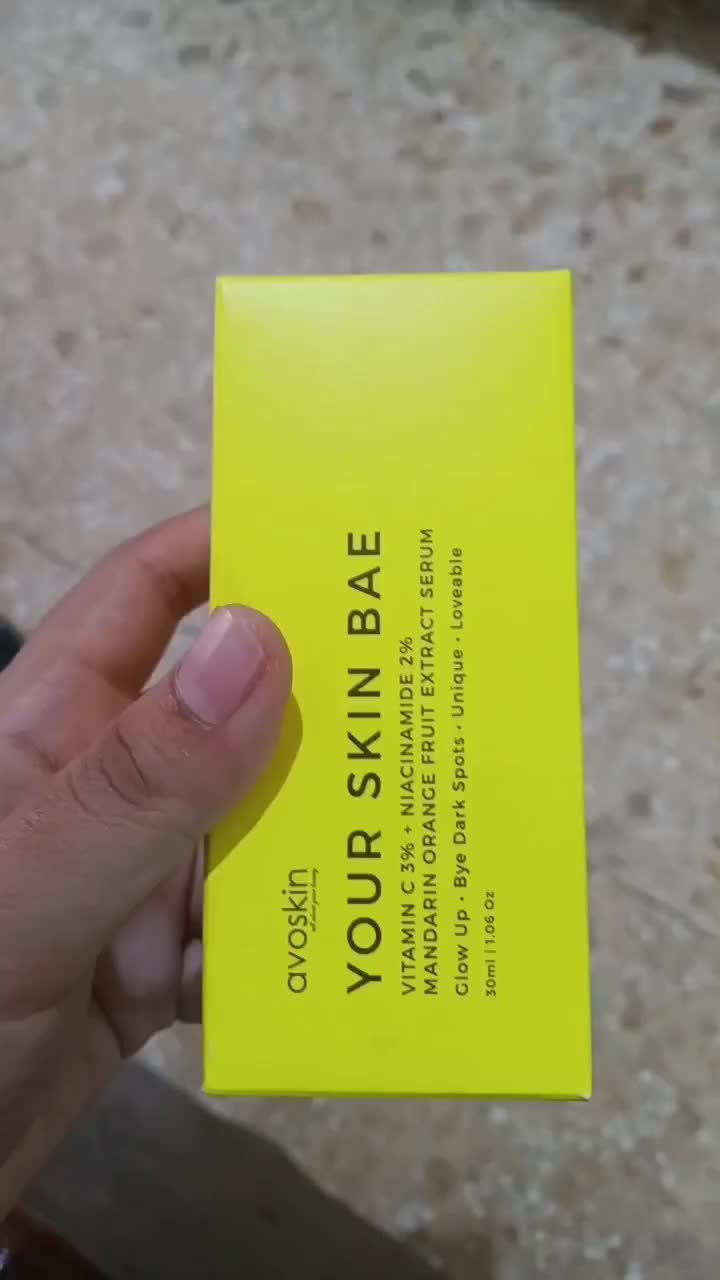 avoskin
YOUR SKIN BAE
VITAMIN C 3% + NIACINAMIDE 2%
MANDARIN ORANGE FRUIT EXTRACT SERUM
Glow Up · Bye Dark Spots · Unique · Loveable
30ml | 1.06 Oz